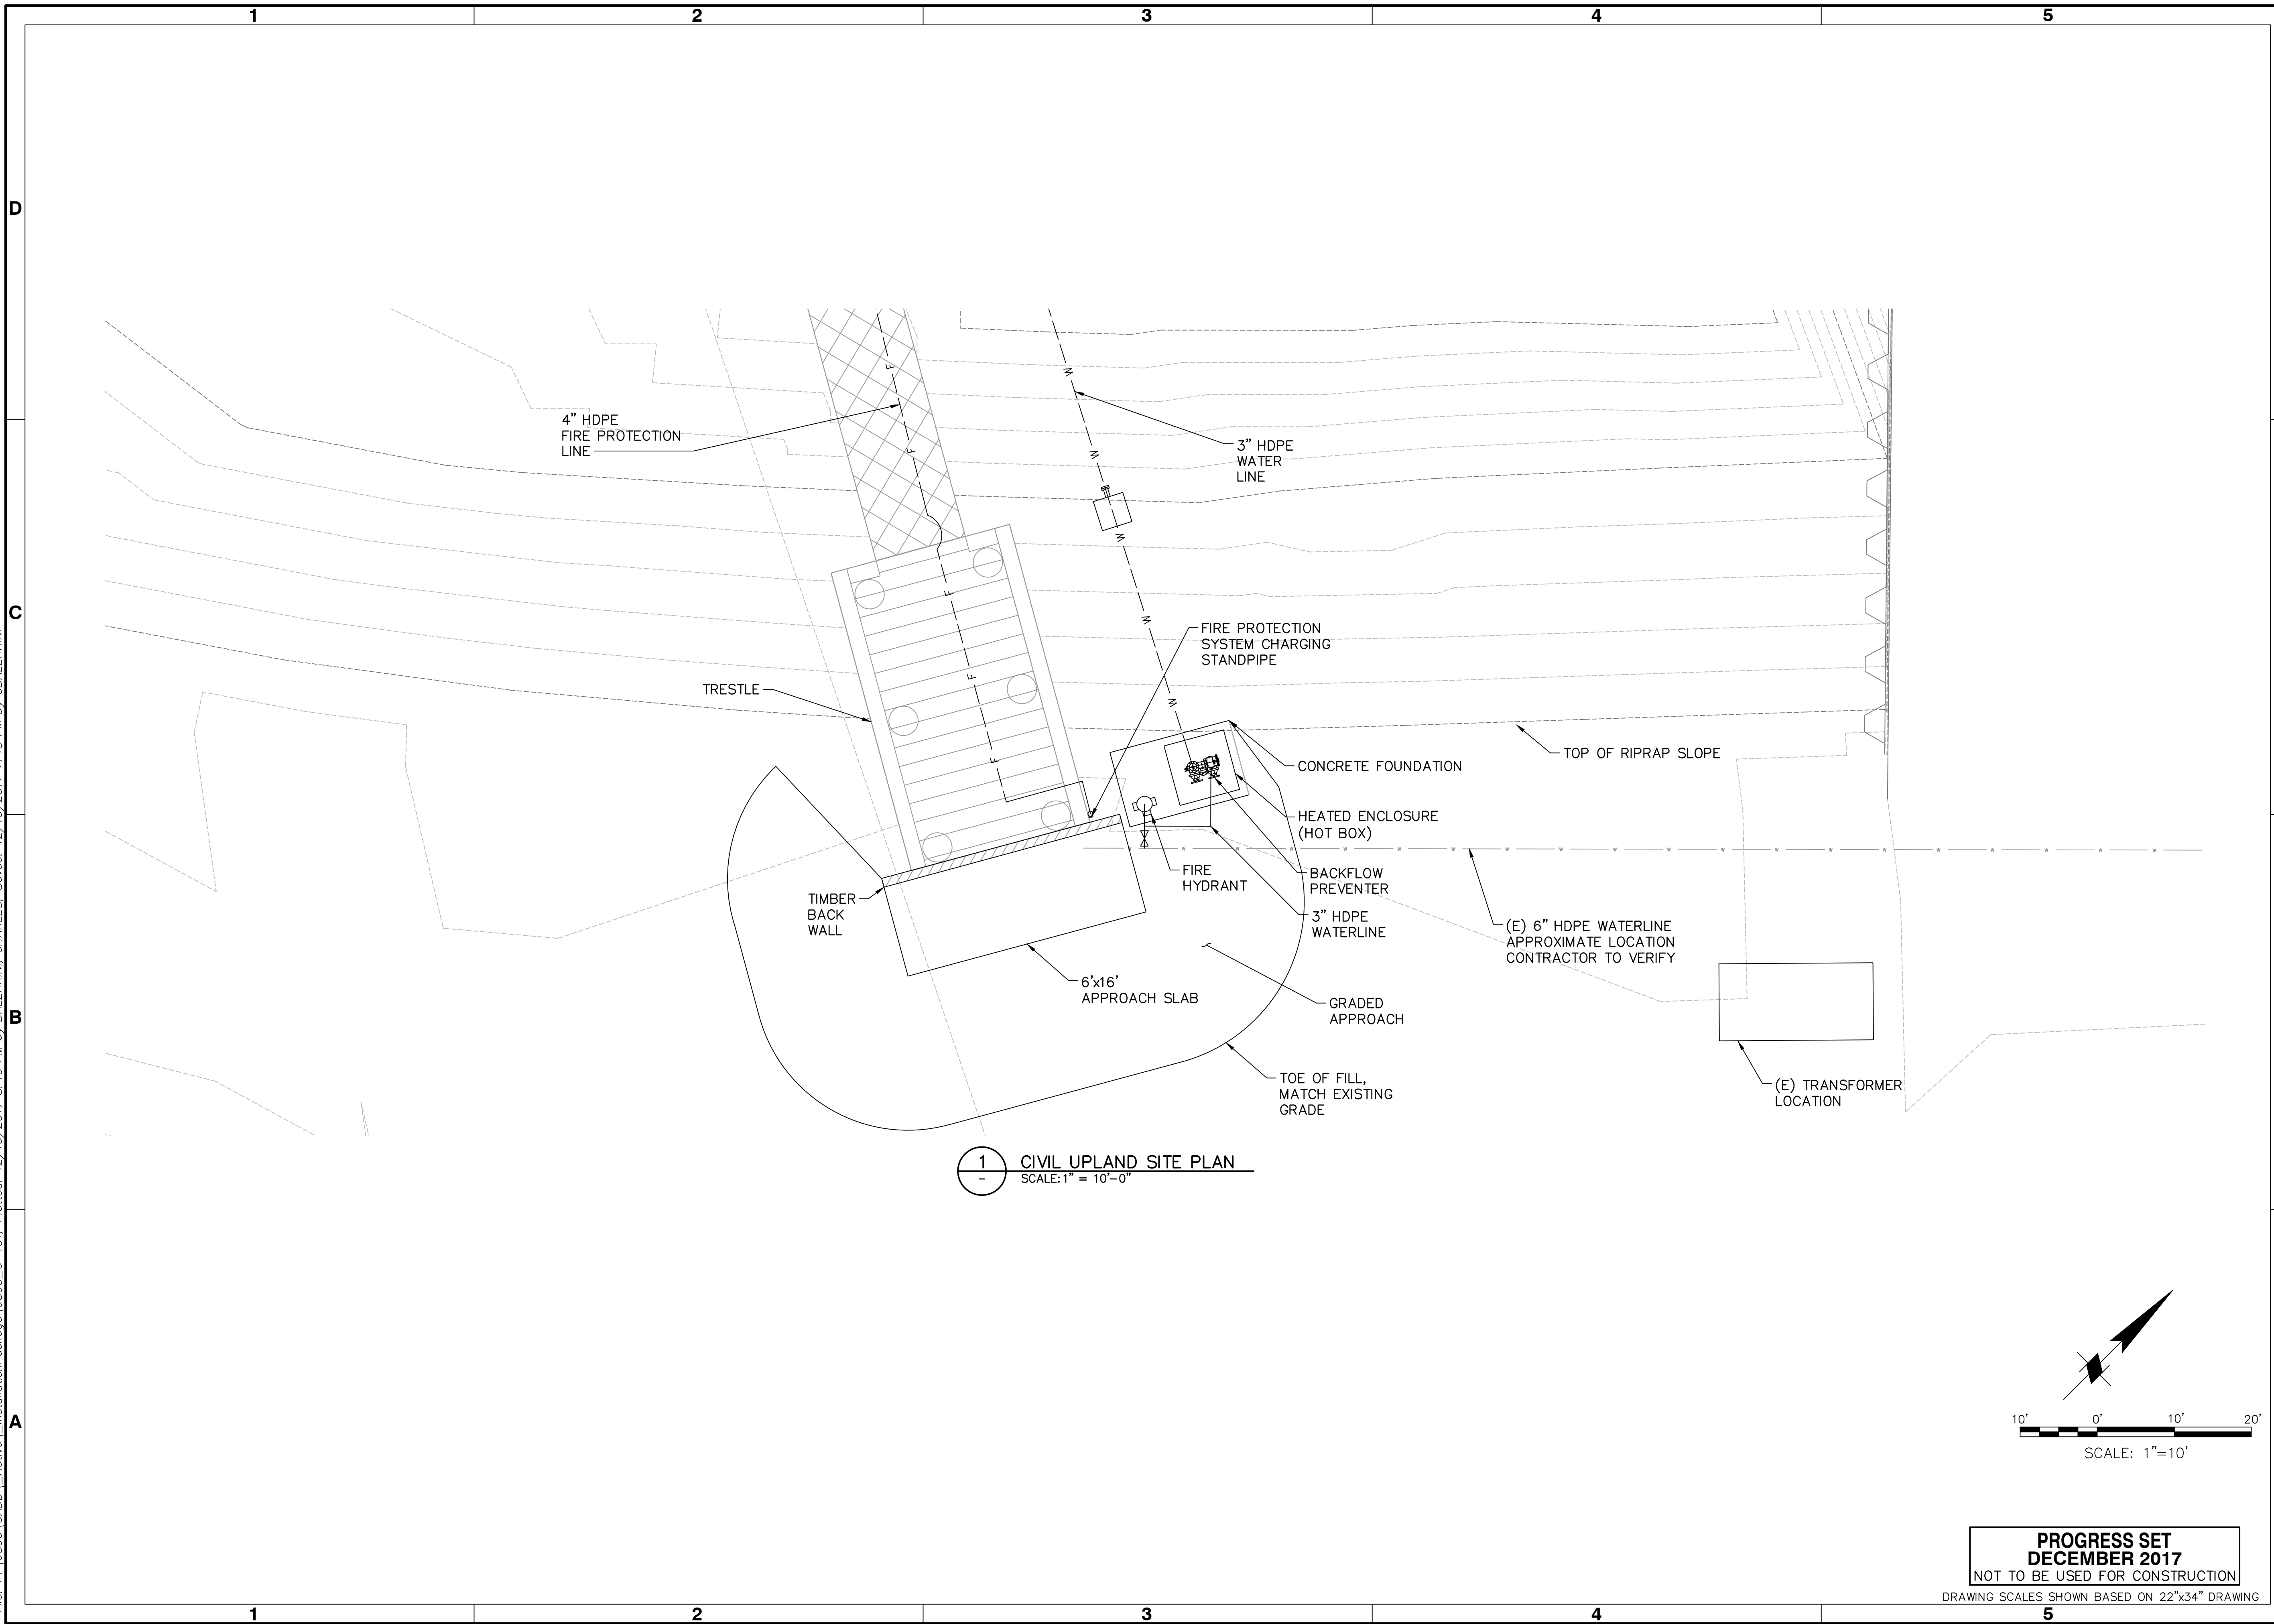 1 2 3 4 5
D
C
B
A
4" HDPE
FIRE PROTECTION
LINE
3" HDPE
WATER
LINE
F
F
F
F
F
W
W
W
W
W
FIRE PROTECTION
SYSTEM CHARGING
STANDPIPE
TRESTLE
TOP OF RIPRAP SLOPE
CONCRETE FOUNDATION
HEATED ENCLOSURE
(HOT BOX)
FIRE
HYDRANT
BACKFLOW
PREVENTER
TIMBER
BACK
WALL
3" HDPE
WATERLINE
(E) 6" HDPE WATERLINE
APPROXIMATE LOCATION
CONTRACTOR TO VERIFY
6'x16'
APPROACH SLAB
GRADED
APPROACH
TOE OF FILL,
MATCH EXISTING
GRADE
(E) TRANSFORMER
LOCATION
1
-
CIVIL UPLAND SITE PLAN
SCALE: 1" = 10'-0"
10' 0' 10' 20'
SCALE: 1"=10'
PROGRESS SET
DECEMBER 2017
NOT TO BE USED FOR CONSTRUCTION
DRAWING SCALES SHOWN BASED ON 22"x34" DRAWING
1 2 3 4 5